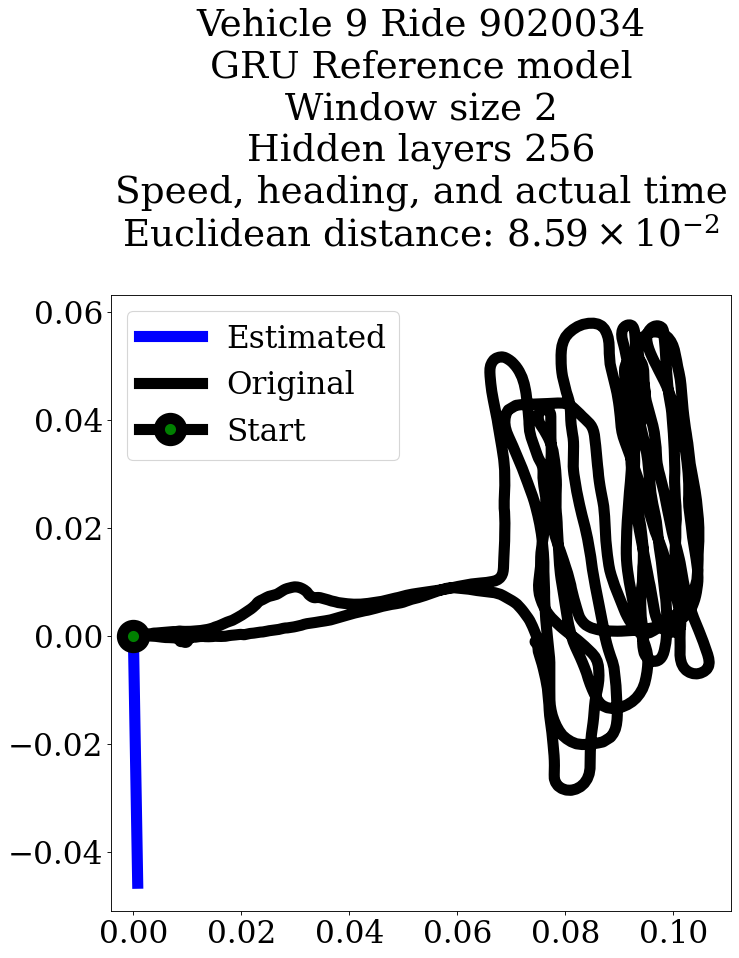 Vehicle 9 Ride 9020034
GRU Reference model
Window size 2
Hidden layers 256
Speed, heading, and actual time
Euclidean distance: 8.59 × 10⁻²
Estimated
Original
Start
0.06
0.04
0.02
0.00
−0.02
−0.04
0.00 0.02 0.04 0.06 0.08 0.10